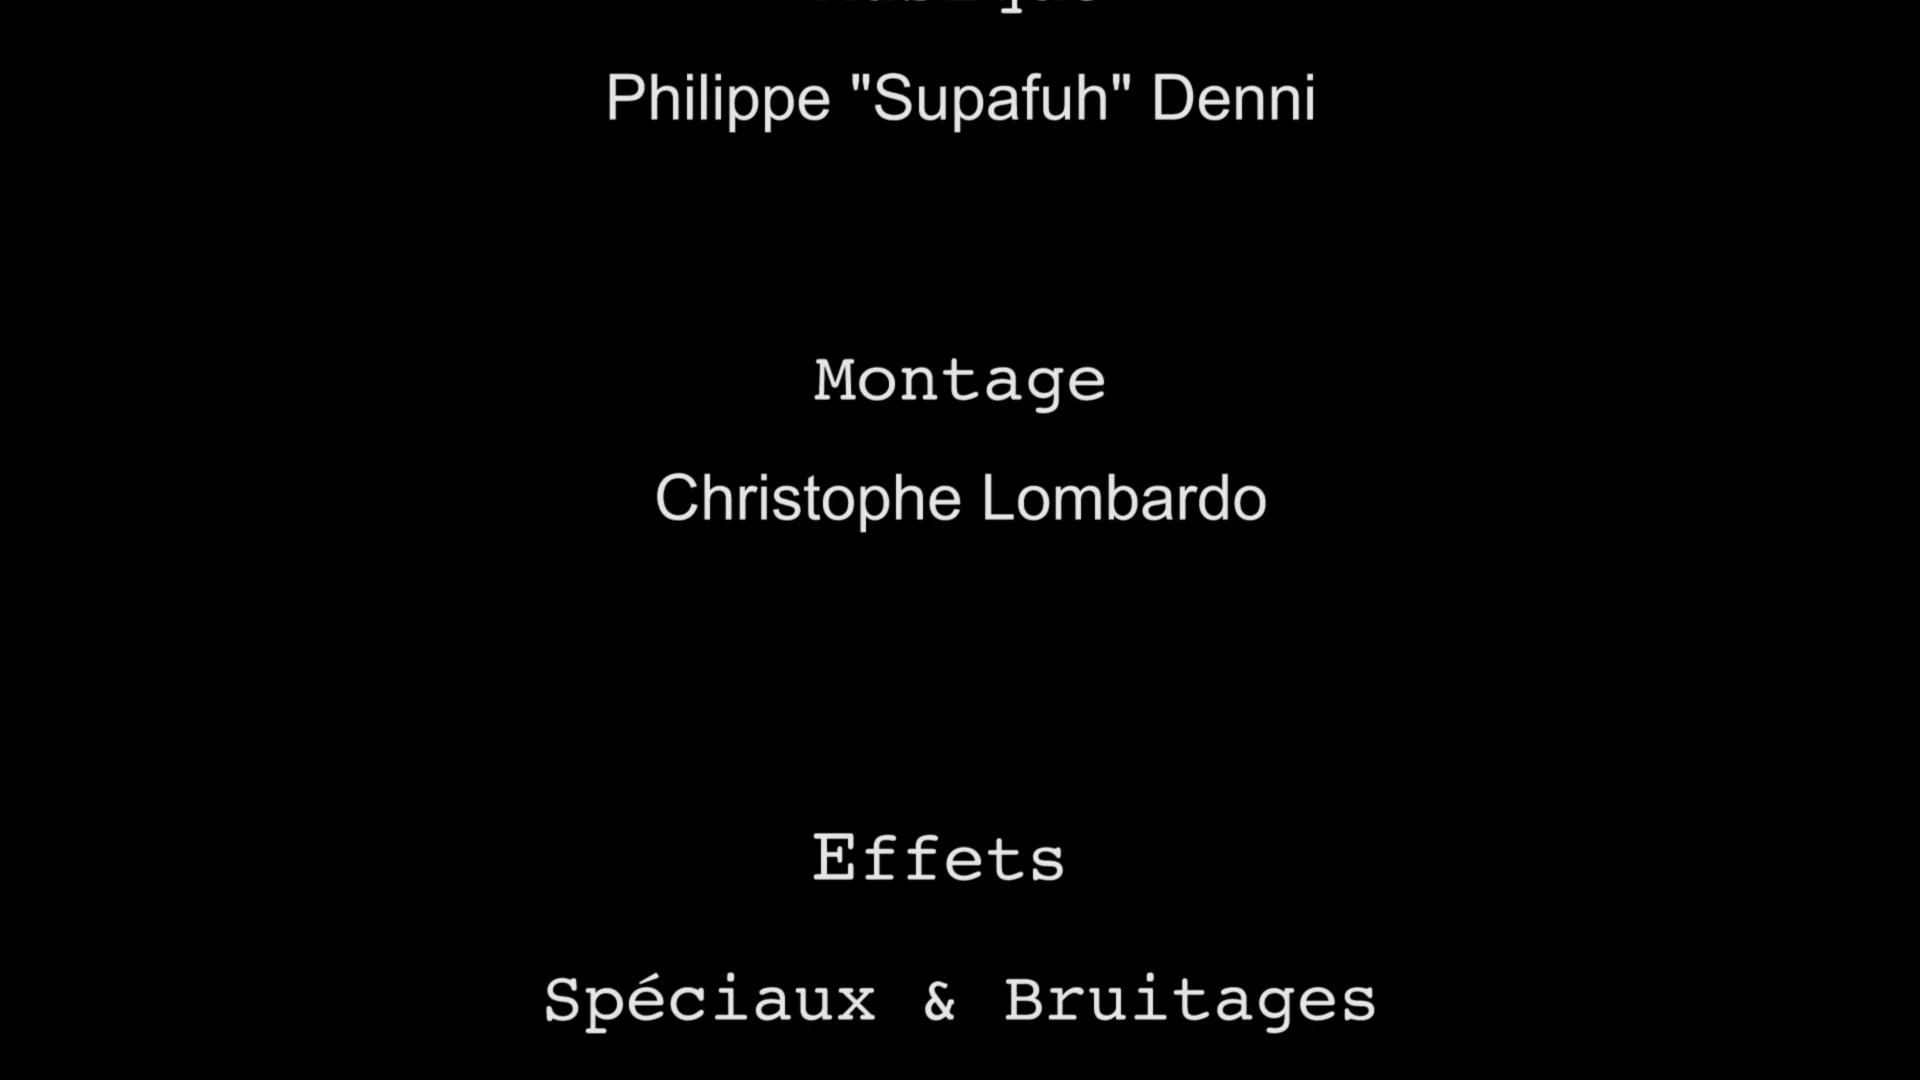 Philippe "Supafuh" Denni
Montage
Christophe Lombardo
Effets
Spéciaux & Bruitages